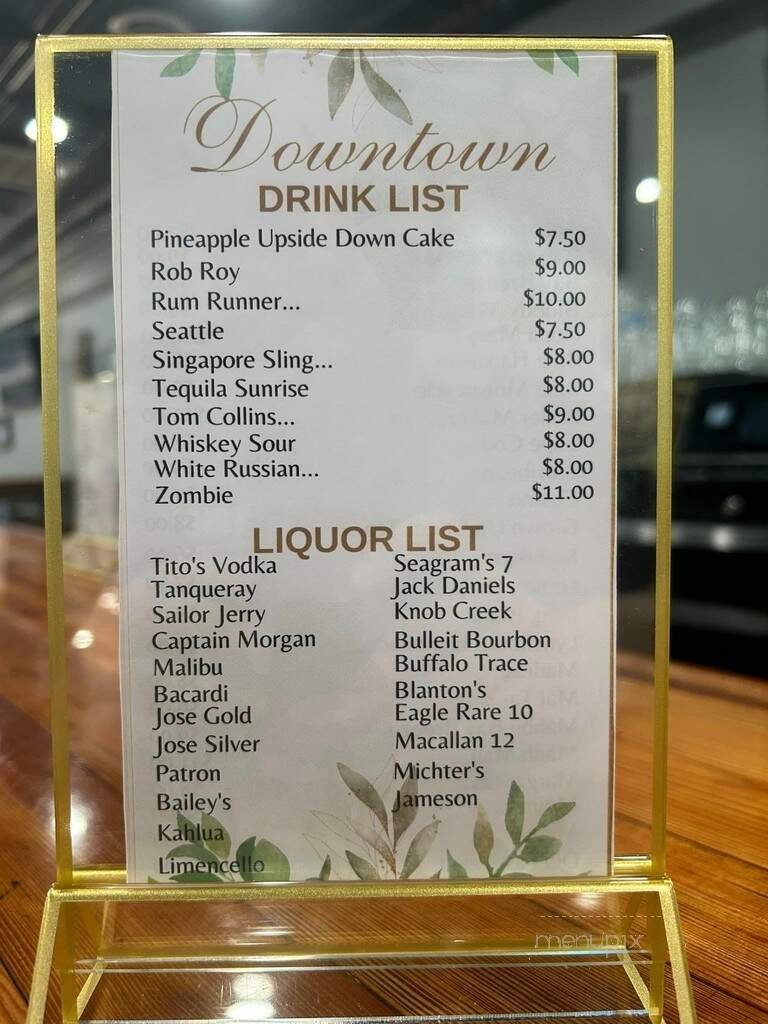 Downtown
DRINK LIST
Pineapple Upside Down Cake $7.50
Rob Roy $9.00
Rum Runner... $10.00
Seattle $7.50
Singapore Sling... $8.00
Tequila Sunrise $8.00
Tom Collins... $9.00
Whiskey Sour $8.00
White Russian... $8.00
Zombie $11.00
LIQUOR LIST
Tito's Vodka
Tanqueray
Sailor Jerry
Captain Morgan
Malibu
Bacardi
Jose Gold
Jose Silver
Patron
Bailey's
Kahlua
Limencello
Seagram's 7
Jack Daniels
Knob Creek
Bulleit Bourbon
Buffalo Trace
Blanton's
Eagle Rare 10
Macallan 12
Michter's
Jameson
menupix